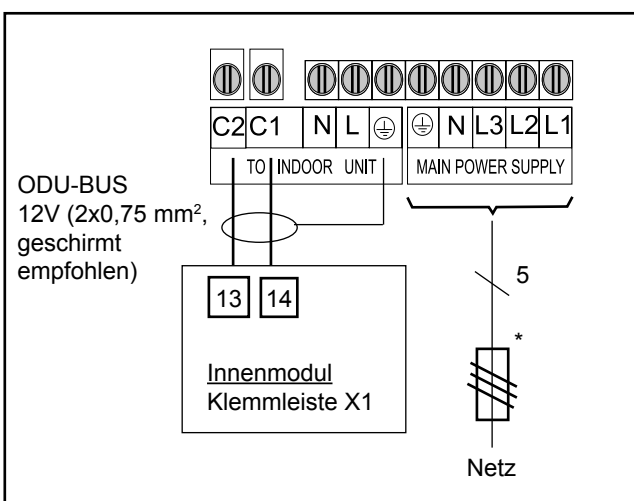 C2 C1 N L ⏚ ⏚ N L3 L2 L1
TO INDOOR UNIT MAIN POWER SUPPLY
ODU-BUS
12V (2x0,75 mm²,
geschirmt
empfohlen)
13 14
5
*
Innenmodul
Klemmleiste X1
Netz